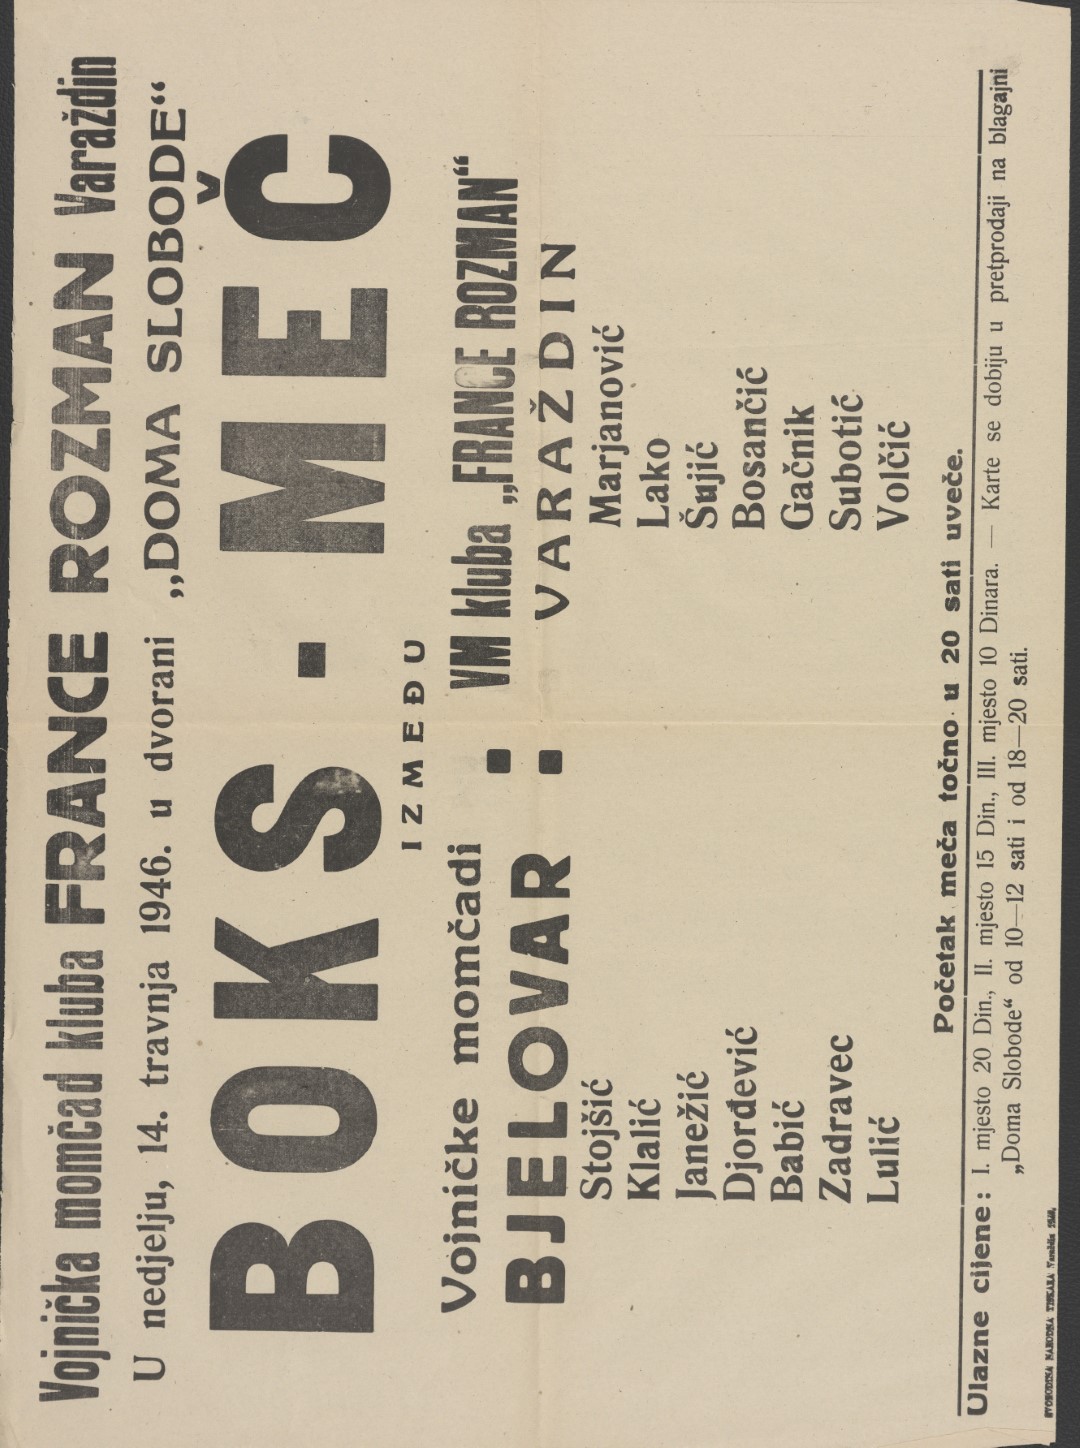 Vojnička momčad kluba FRANCE ROZMAN Varaždin
U nedjelju, 14. travnja 1946. u dvorani „DOMA SLOBODE“
BOKS - MEČ
IZMEĐU
Vojničke momčadi
BJELOVAR
:
VM kluba „FRANCE ROZMAN“
VARAŽDIN
Stojšić
Klalić
Janežić
Djorđević
Babić
Zadravec
Lulić
Marjanović
Lako
Šujić
Bosančić
Gačnik
Subotić
Volčić
Početak meča točno u 20 sati uveče.
Ulazne cijene: I. mjesto 20 Din., II. mjesto 15 Din., III. mjesto 10 Dinara. — Karte se dobiju u pretprodaji na blagajni
„Doma Slobode“ od 10—12 sati i od 18—20 sati.
NARODNA TISKARA Varaždin 1946.